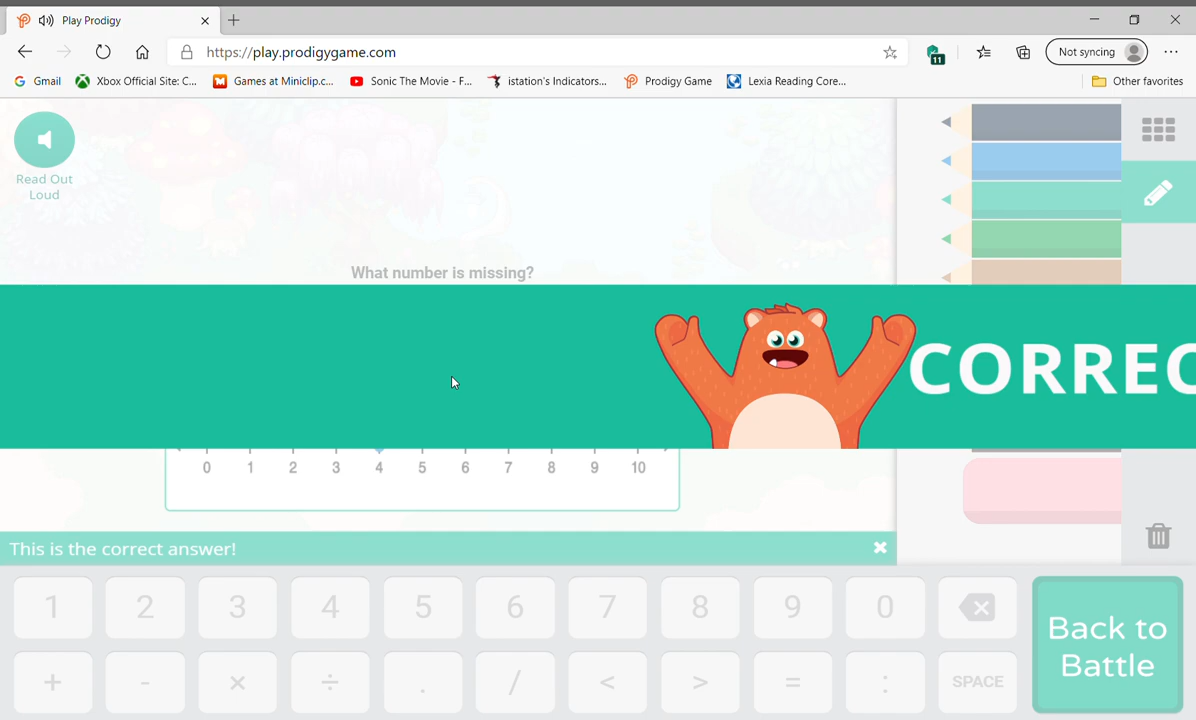 Play Prodigy
https://play.prodigygame.com
11
Not syncing
Gmail
Xbox Official Site: C...
Games at Miniclip.c...
Sonic The Movie - F...
istation's Indicators...
Prodigy Game
Lexia Reading Core...
Other favorites
Read Out
Loud
What number is missing?
CORREC
0 1 2 3 4 5 6 7 8 9 10
This is the correct answer!
1 2 3 4 5 6 7 8 9 0
+ - × ÷ . / < > = : SPACE
Back to
Battle